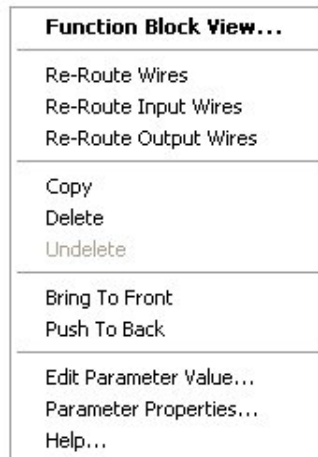 Function Block View...
Re-Route Wires
Re-Route Input Wires
Re-Route Output Wires
Copy
Delete
Undelete
Bring To Front
Push To Back
Edit Parameter Value...
Parameter Properties...
Help...